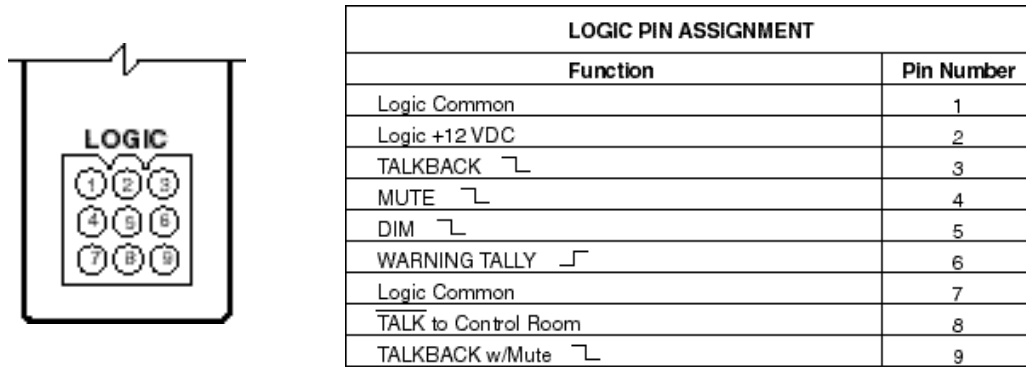 LOGIC
1 2 3
4 5 6
7 8 9
LOGIC PIN ASSIGNMENT
Function Pin Number
Logic Common 1
Logic +12 VDC 2
TALKBACK 3
MUTE 4
DIM 5
WARNING TALLY 6
Logic Common 7
TALK to Control Room 8
TALKBACK w/Mute 9